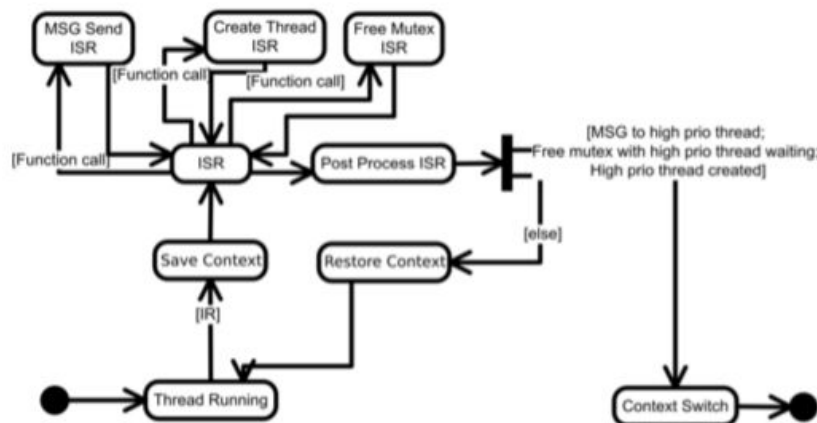 MSG Send
ISR
Create Thread
ISR
Free Mutex
ISR
[Function call]
[Function call]
[Function call]
ISR
Post Process ISR
[MSG to high prio thread;
Free mutex with high prio thread waiting;
High prio thread created]
[else]
Save Context
Restore Context
[IR]
Thread Running
Context Switch